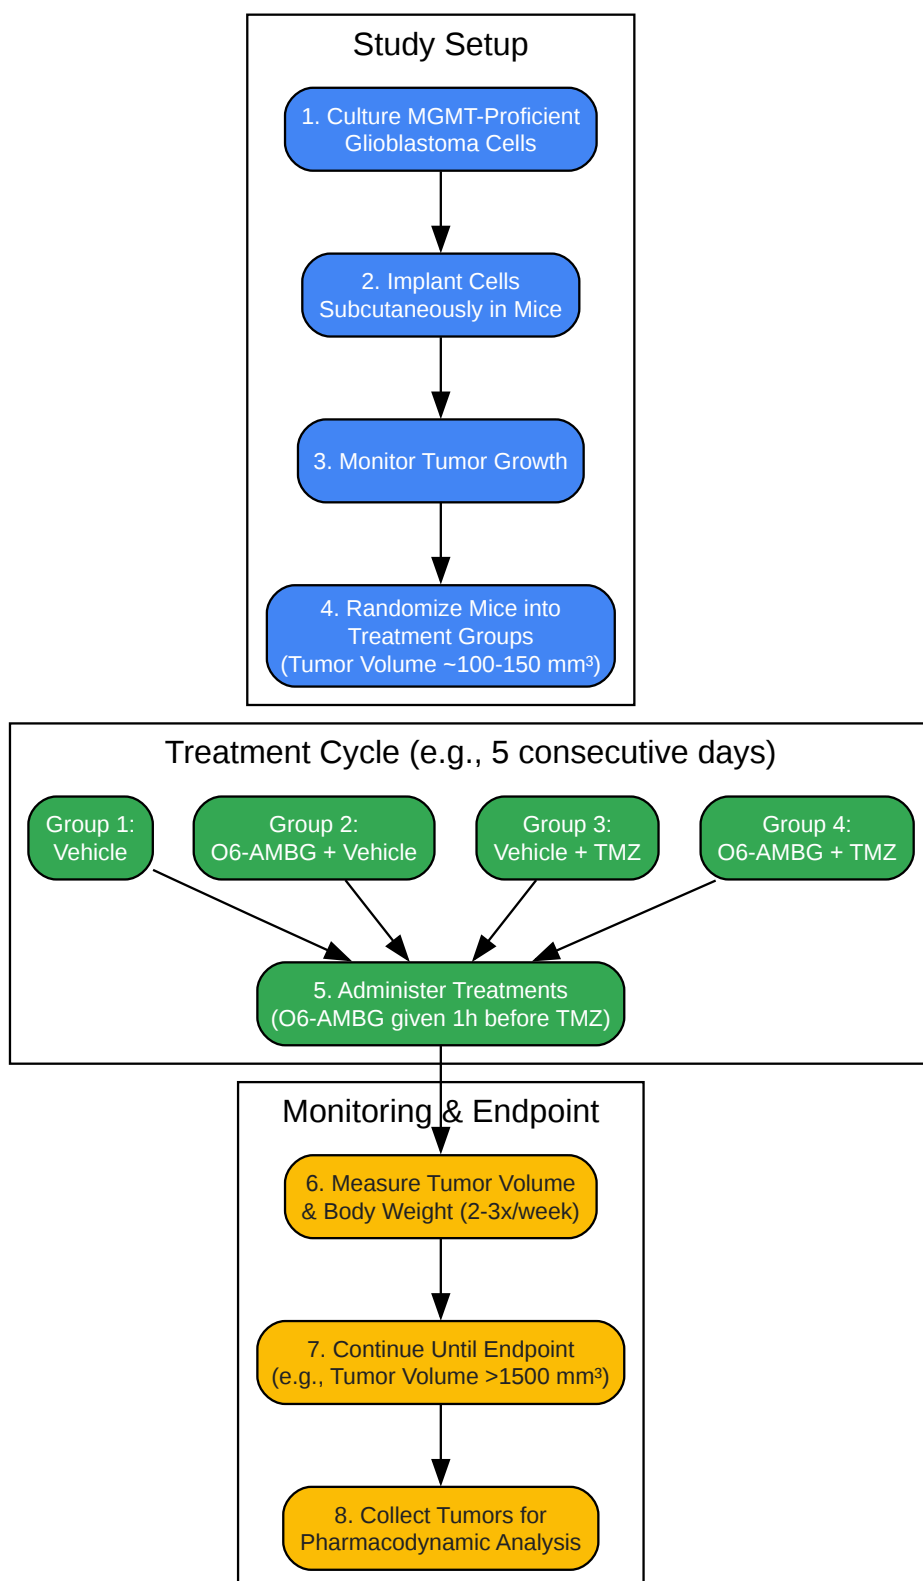 Study Setup
1. Culture MGMT-Proficient
Glioblastoma Cells
2. Implant Cells
Subcutaneously in Mice
3. Monitor Tumor Growth
4. Randomize Mice into
Treatment Groups
(Tumor Volume ~100-150 mm³)
Treatment Cycle (e.g., 5 consecutive days)
Group 1:
Vehicle
Group 2:
O6-AMBG + Vehicle
Group 3:
Vehicle + TMZ
Group 4:
O6-AMBG + TMZ
5. Administer Treatments
(O6-AMBG given 1h before TMZ)
Monitoring & Endpoint
6. Measure Tumor Volume
& Body Weight (2-3x/week)
7. Continue Until Endpoint
(e.g., Tumor Volume >1500 mm³)
8. Collect Tumors for
Pharmacodynamic Analysis